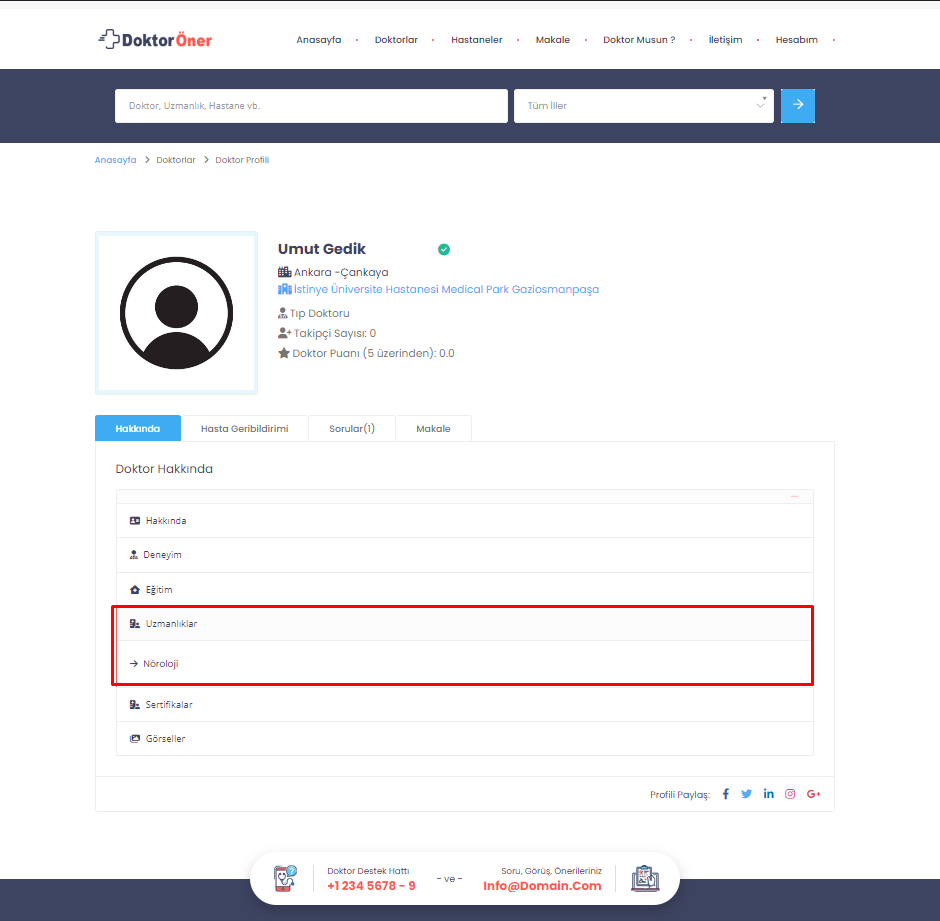 DoktorÖner
Anasayfa Doktorlar Hastaneler Makale Doktor Musun ? İletişim Hesabım
Doktor, Uzmanlık, Hastane vb. Tüm İller
Anasayfa > Doktorlar > Doktor Profili
Umut Gedik
Ankara -Çankaya
İstinye Üniversite Hastanesi Medical Park Gaziosmanpaşa
Tıp Doktoru
Takipçi Sayısı: 0
Doktor Puanı (5 üzerinden): 0.0
Hakkında Hasta Geribildirimi Sorular(1) Makale
Doktor Hakkında
Hakkında
Deneyim
Eğitim
Uzmanlıklar
Nöroloji
Sertifikalar
Görseller
Profili Paylaş:
Doktor Destek Hattı
+1 234 5678 - 9
- ve -
Soru, Görüş, Önerileriniz
Info@Domain.Com